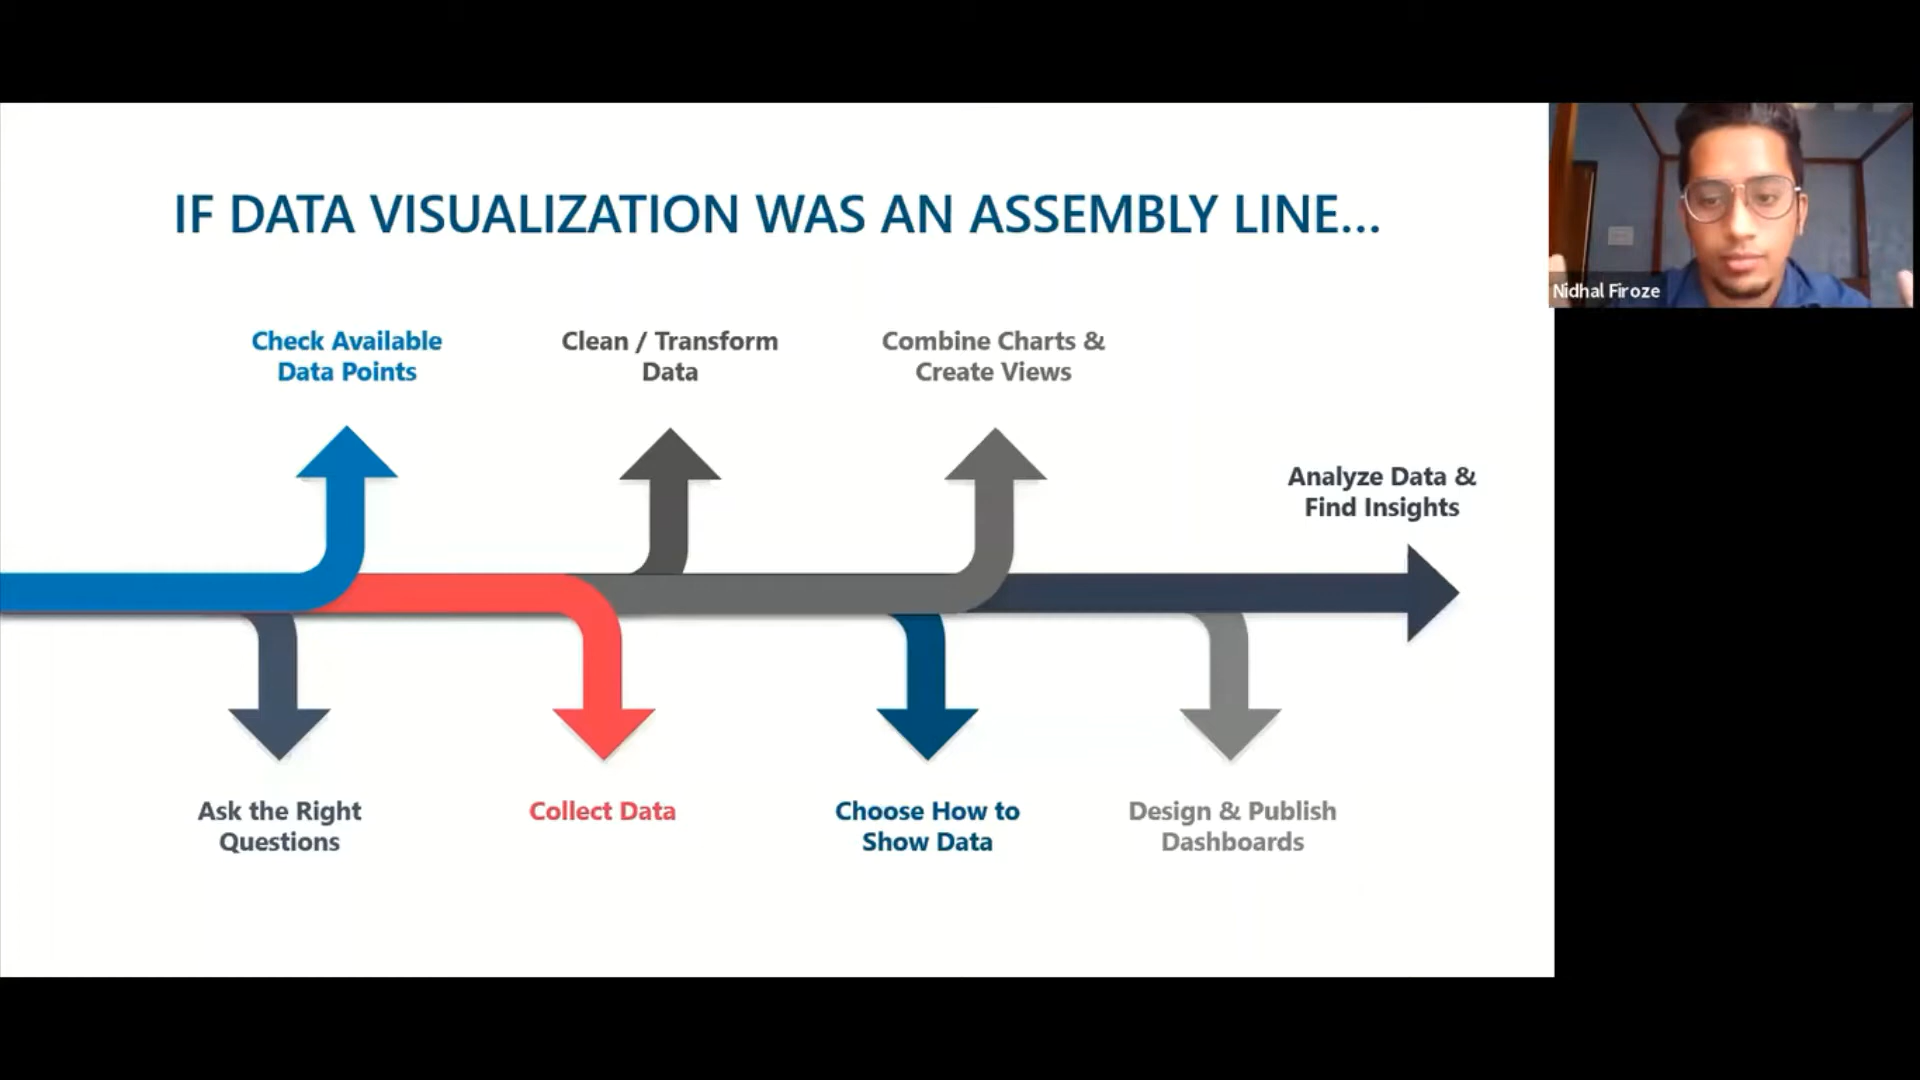 IF DATA VISUALIZATION WAS AN ASSEMBLY LINE...
Nidhal Firoze
Check Available
Data Points
Clean / Transform
Data
Combine Charts &
Create Views
Analyze Data &
Find Insights
Ask the Right
Questions
Collect Data
Choose How to
Show Data
Design & Publish
Dashboards